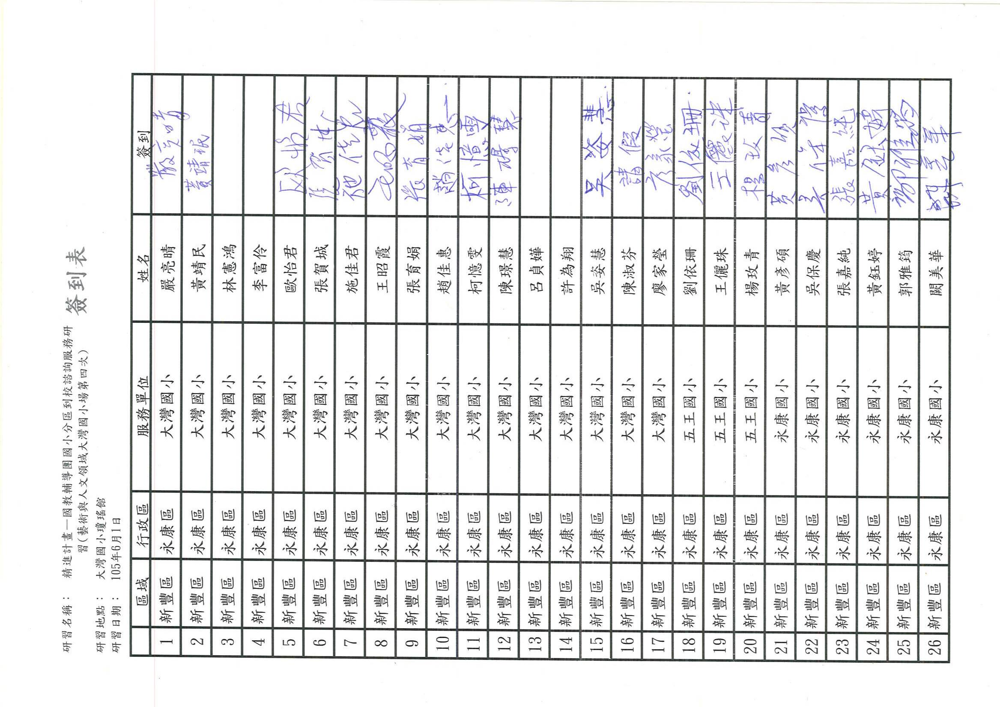 簽到表
研習名稱： 精進計畫—國教輔導團國小分區到校諮詢服務研
習(藝術與人文領域大灣國小場第四次)
研習地點： 大灣國小瓊瑤館
研習日期： 105年6月1日
區域 行政區 服務單位 姓名 簽到
1 新豐區 永康區 大灣國小 嚴亮晴 嚴亮晴
2 新豐區 永康區 大灣國小 黃靖民 黃靖民
3 新豐區 永康區 大灣國小 林憲鴻
4 新豐區 永康區 大灣國小 李富伶
5 新豐區 永康區 大灣國小 歐怡君 欧怡君
6 新豐區 永康區 大灣國小 張賀城
7 新豐區 永康區 大灣國小 施佳君 施佳君
8 新豐區 永康區 大灣國小 王昭霞 王昭霞
9 新豐區 永康區 大灣國小 張育娟 張育娟
10 新豐區 永康區 大灣國小 趙佳惠 趙佳惠
11 新豐區 永康區 大灣國小 柯憶雯 柯憶雯
12 新豐區 永康區 大灣國小 陳璟慧 陳璟慧
13 新豐區 永康區 大灣國小 呂貞嬅
14 新豐區 永康區 大灣國小 許為翔
15 新豐區 永康區 大灣國小 吳姿慧 吳姿慧
16 新豐區 永康區 大灣國小 陳淑芬 請假
17 新豐區 永康區 大灣國小 廖家瑩 廖家瑩
18 新豐區 永康區 五王國小 劉依珊 劉依珊
19 新豐區 永康區 五王國小 王儷珠 王儷珠
20 新豐區 永康區 五王國小 楊玫青 楊玫青
21 新豐區 永康區 永康國小 黃彥碩 黃彥碩
22 新豐區 永康區 永康國小 吳保慶 吳保慶
23 新豐區 永康區 永康國小 張嘉純 張嘉純
24 新豐區 永康區 永康國小 黃鈺婷 黃鈺婷
25 新豐區 永康區 永康國小 郭雅筠 郭雅筠
26 新豐區 永康區 永康國小 闕美華